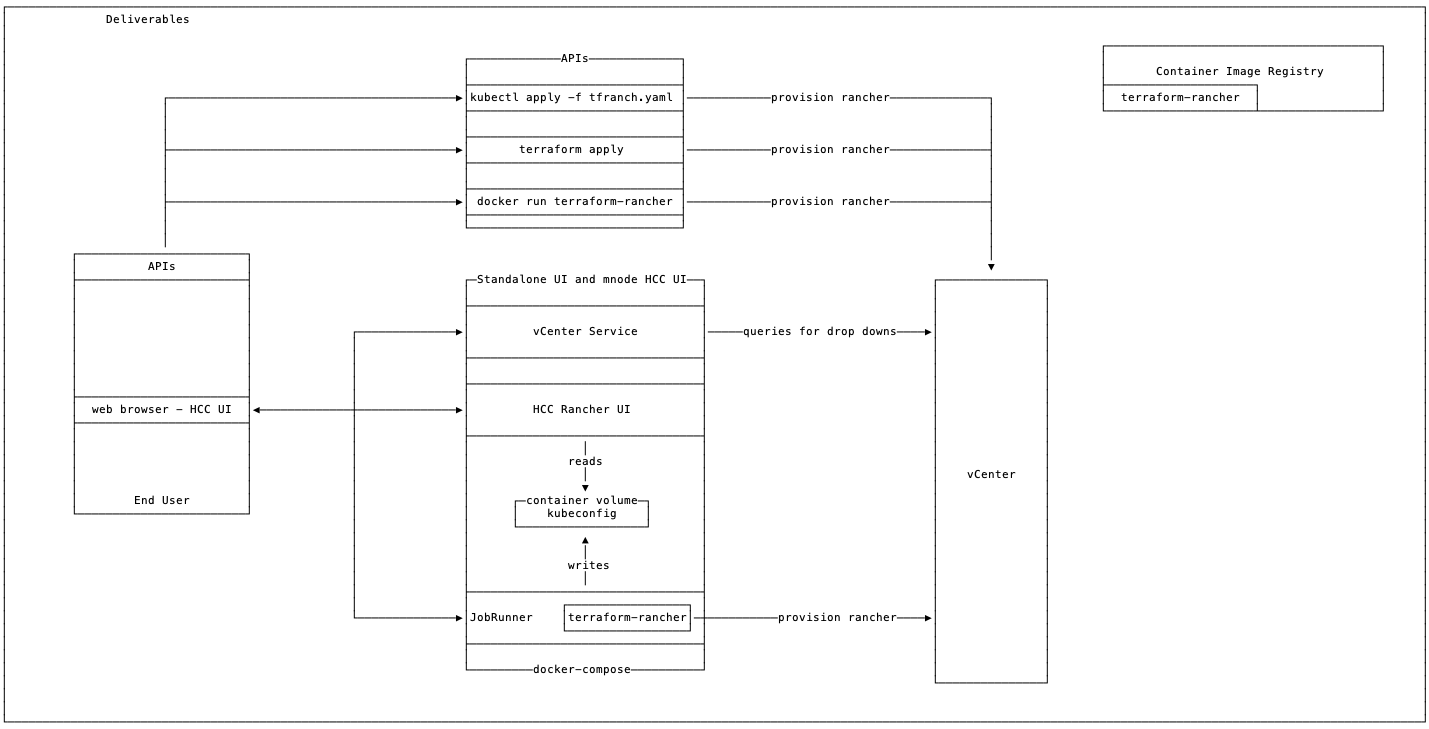 Deliverables
APIs
Container Image Registry
terraform-rancher
kubectl apply -f tfranch.yaml
provision rancher
terraform apply
provision rancher
docker run terraform-rancher
provision rancher
APIs
web browser - HCC UI
End User
Standalone UI and mnode HCC UI
vCenter Service
queries for drop downs
HCC Rancher UI
reads
container volume
kubeconfig
writes
JobRunner
terraform-rancher
provision rancher
docker-compose
vCenter